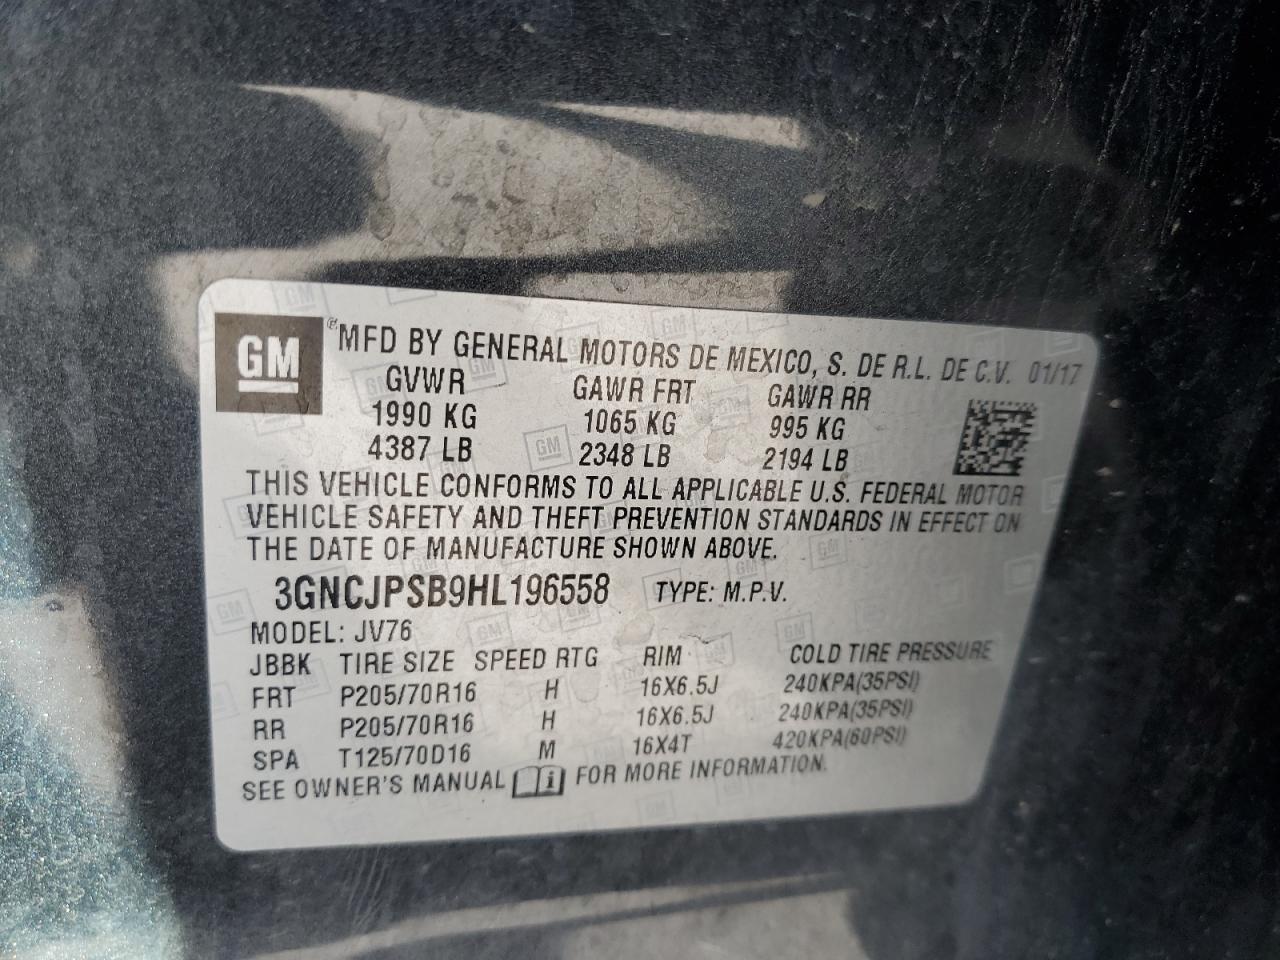 GM
®MFD BY GENERAL MOTORS DE MEXICO, S. DE R.L. DE C.V. 01/17
GVWR GAWR FRT GAWR RR
1990 KG 1065 KG 995 KG
4387 LB 2348 LB 2194 LB
THIS VEHICLE CONFORMS TO ALL APPLICABLE U.S. FEDERAL MOTOR
VEHICLE SAFETY AND THEFT PREVENTION STANDARDS IN EFFECT ON
THE DATE OF MANUFACTURE SHOWN ABOVE.
3GNCJPSB9HL196558 TYPE: M.P.V.
MODEL: JV76
JBBK TIRE SIZE SPEED RTG RIM COLD TIRE PRESSURE
FRT P205/70R16 H 16X6.5J 240KPA(35PSI)
RR P205/70R16 H 16X6.5J 240KPA(35PSI)
SPA T125/70D16 M 16X4T 420KPA(60PSI)
SEE OWNER'S MANUAL FOR MORE INFORMATION.